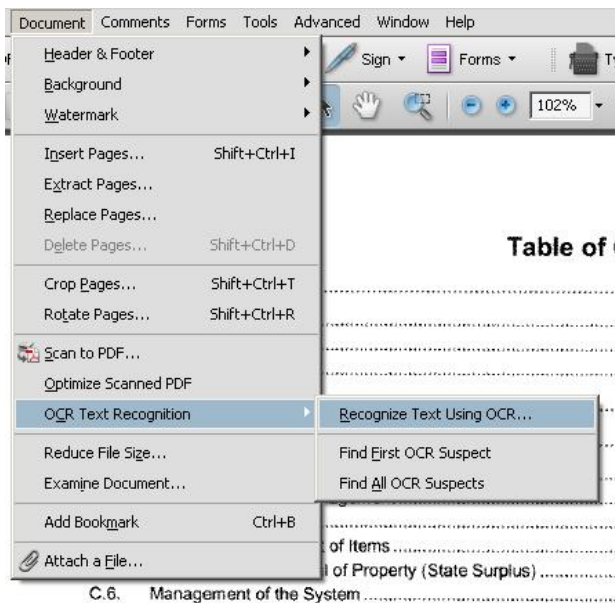 Document Comments Forms Tools Advanced Window Help
Header & Footer
Sign Forms
Background
Watermark
102%
Insert Pages... Shift+Ctrl+I
Extract Pages...
Replace Pages...
Delete Pages... Shift+Ctrl+D
Table of
Crop Pages... Shift+Ctrl+T
Rotate Pages... Shift+Ctrl+R
Scan to PDF...
Optimize Scanned PDF
OCR Text Recognition
Recognize Text Using OCR...
Reduce File Size...
Find First OCR Suspect
Examine Document...
Find All OCR Suspects
Add Bookmark Ctrl+B
of Items
Attach a File...
of Property (State Surplus)
C.6. Management of the System